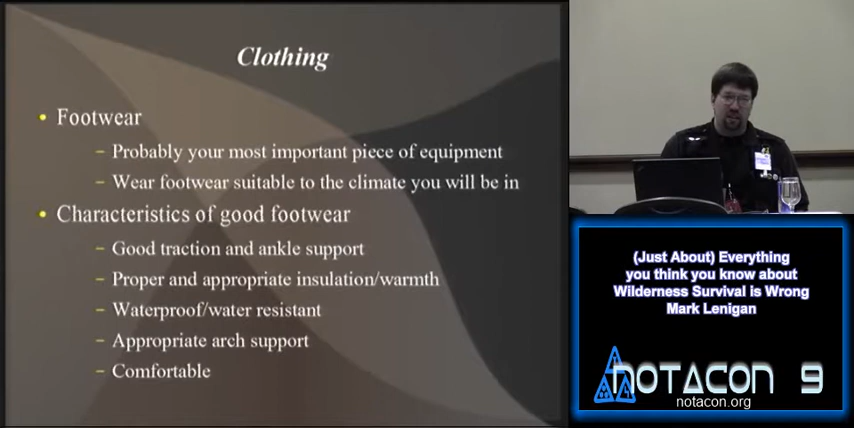 Clothing
• Footwear
– Probably your most important piece of equipment
– Wear footwear suitable to the climate you will be in
• Characteristics of good footwear
– Good traction and ankle support
– Proper and appropriate insulation/warmth
– Waterproof/water resistant
– Appropriate arch support
– Comfortable
(Just About) Everything
you think you know about
Wilderness Survival is Wrong
Mark Lenigan
NOTACON 9
notacon.org